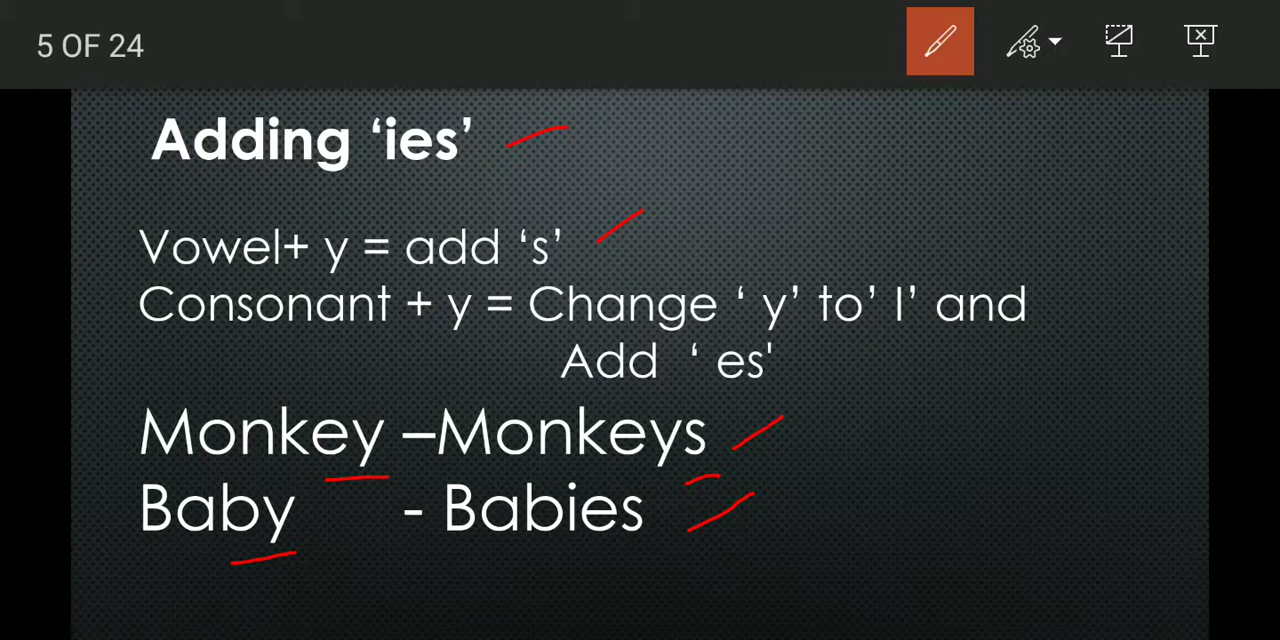 5 OF 24
Adding ‘ies’
Vowel+ y = add ‘s’
Consonant + y = Change ‘ y’ to’ I’ and
Add ‘ es'
Monkey –Monkeys
Baby - Babies